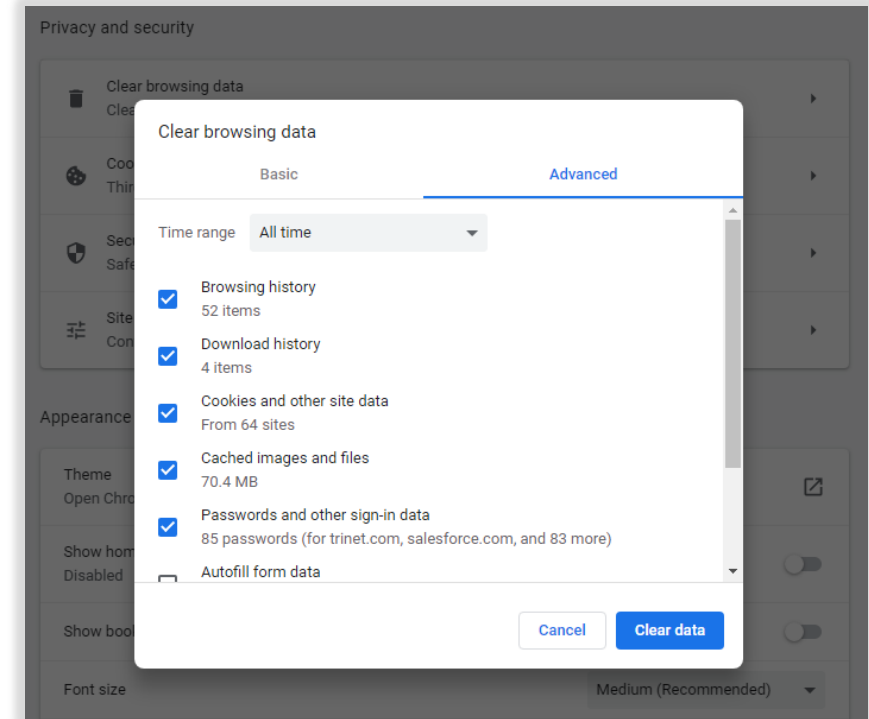 Privacy and security
Clear browsing data
Clea
Coo
Thir
Secu
Safe
Site
Con
Clear browsing data
Basic
Advanced
Time range
All time
Browsing history
52 items
Download history
4 items
Cookies and other site data
From 64 sites
Cached images and files
70.4 MB
Passwords and other sign-in data
85 passwords (for trinet.com, salesforce.com, and 83 more)
Autofill form data
Cancel
Clear data
Appearance
Theme
Open Chro
Show hom
Disabled
Show bool
Font size
Medium (Recommended)